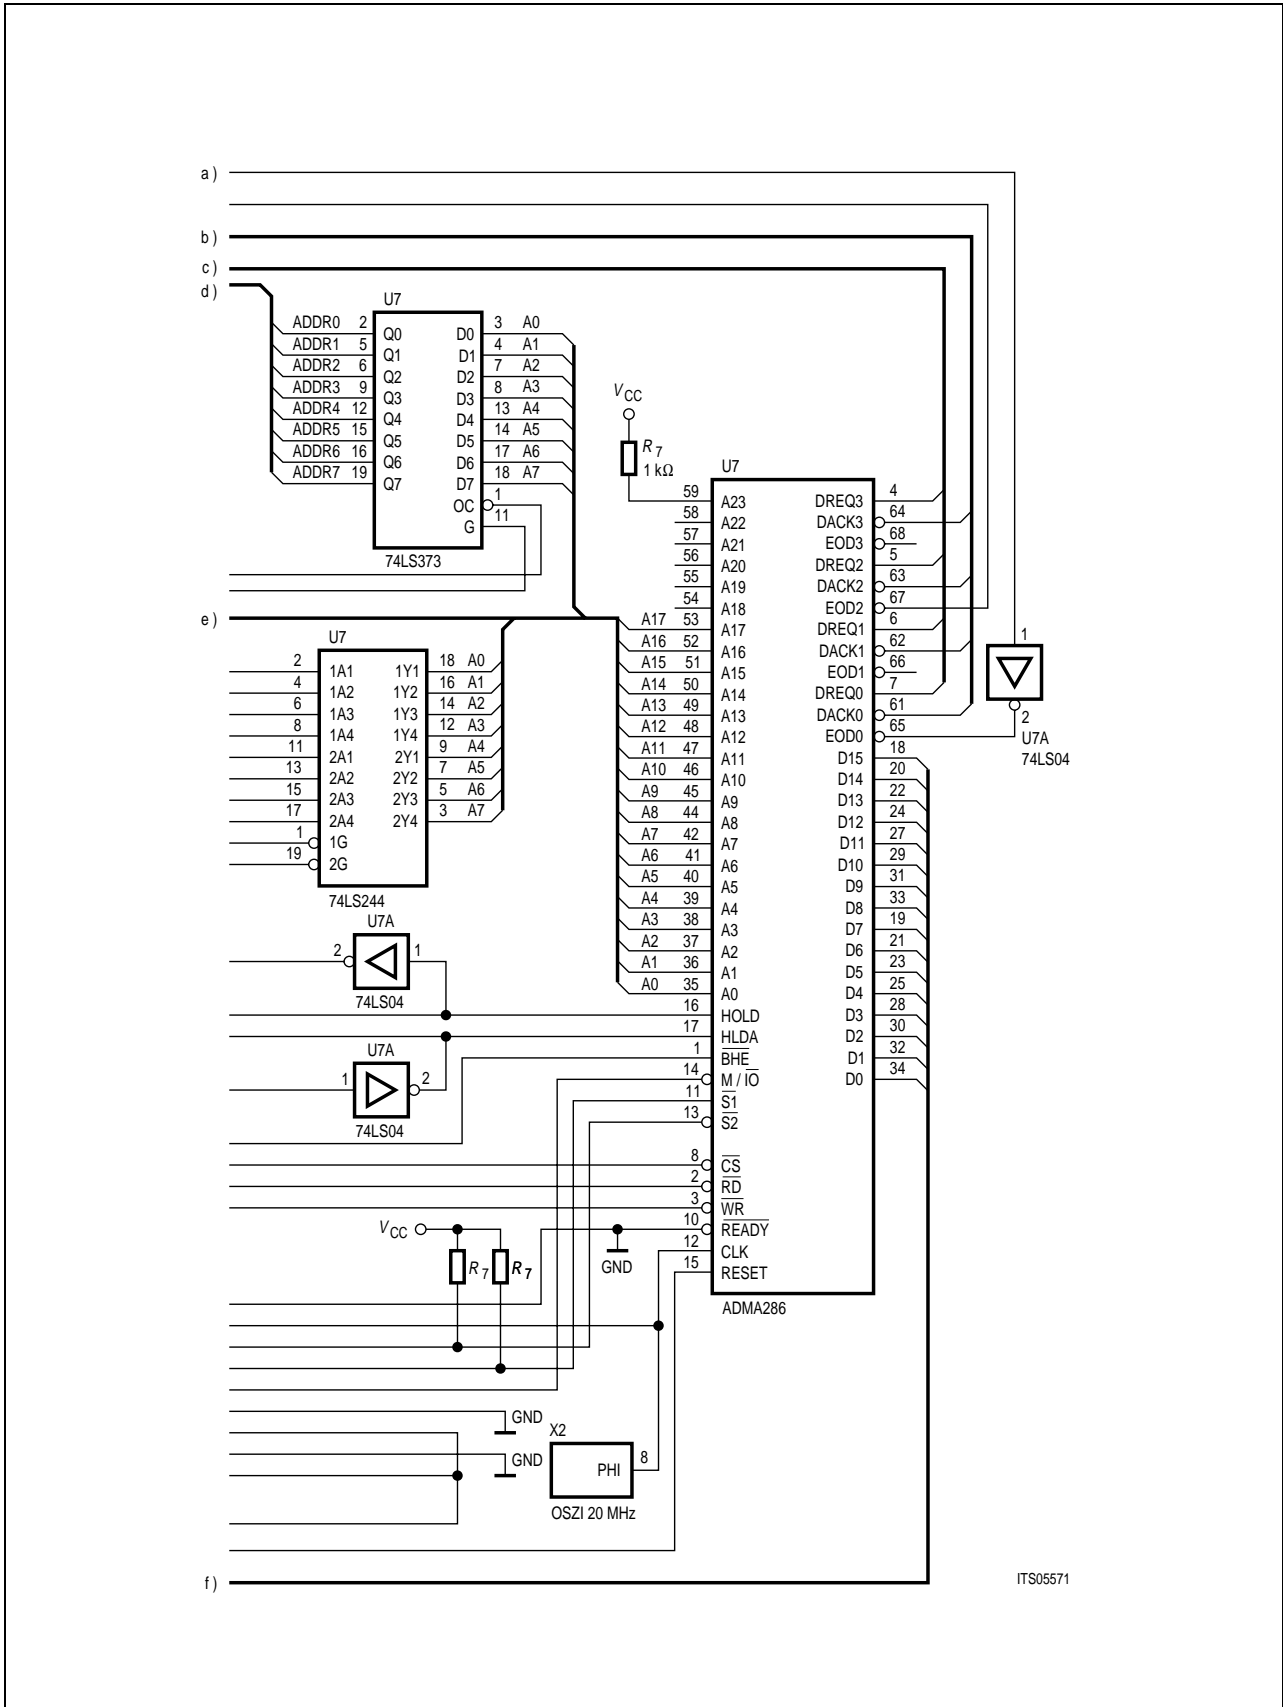 a )
b )
c )
d )
U7
ADDR0 2 Q0 D0 3 A0
ADDR1 5 Q1 D1 4 A1
ADDR2 6 Q2 D2 7 A2
ADDR3 9 Q3 D3 8 A3
ADDR4 12 Q4 D4 13 A4
ADDR5 15 Q5 D5 14 A5
ADDR6 16 Q6 D6 17 A6
ADDR7 19 Q7 D7 18 A7
OC 1
G 11
74LS373
VCC
R7
1 kΩ
U7
59 A23 DREQ3 4
58 A22 DACK3 64
57 A21 EOD3 68
56 A20 DREQ2 5
55 A19 DACK2 63
54 A18 EOD2 67
A17 53 A17 DREQ1 6
A16 52 A16 DACK1 62
A15 51 A15 EOD1 66
A14 50 A14 DREQ0 7
A13 49 A13 DACK0 61
A12 48 A12 EOD0 65
A11 47 A11 D15 18
A10 46 A10 D14 20
A9 45 A9 D13 22
A8 44 A8 D12 24
A7 42 A7 D11 27
A6 41 A6 D10 29
A5 40 A5 D9 31
A4 39 A4 D8 33
A3 38 A3 D7 19
A2 37 A2 D6 21
A1 36 A1 D5 23
A0 35 A0 D4 25
16 HOLD D3 28
17 HLDA D2 30
1 BHE D1 32
14 M / IO D0 34
11 S1
13 S2
8 CS
2 RD
3 WR
10 READY
12 CLK
15 RESET
ADMA286
1
2
U7A
74LS04
e )
U7
2 1A1 1Y1 18 A0
4 1A2 1Y2 16 A1
6 1A3 1Y3 14 A2
8 1A4 1Y4 12 A3
11 2A1 2Y1 9 A4
13 2A2 2Y2 7 A5
15 2A3 2Y3 5 A6
17 2A4 2Y4 3 A7
1 1G
19 2G
74LS244
U7A
2 1
74LS04
U7A
1 2
74LS04
VCC
R7 R7
GND
GND
GND
X2
PHI 8
OSZI 20 MHz
f )
ITS05571